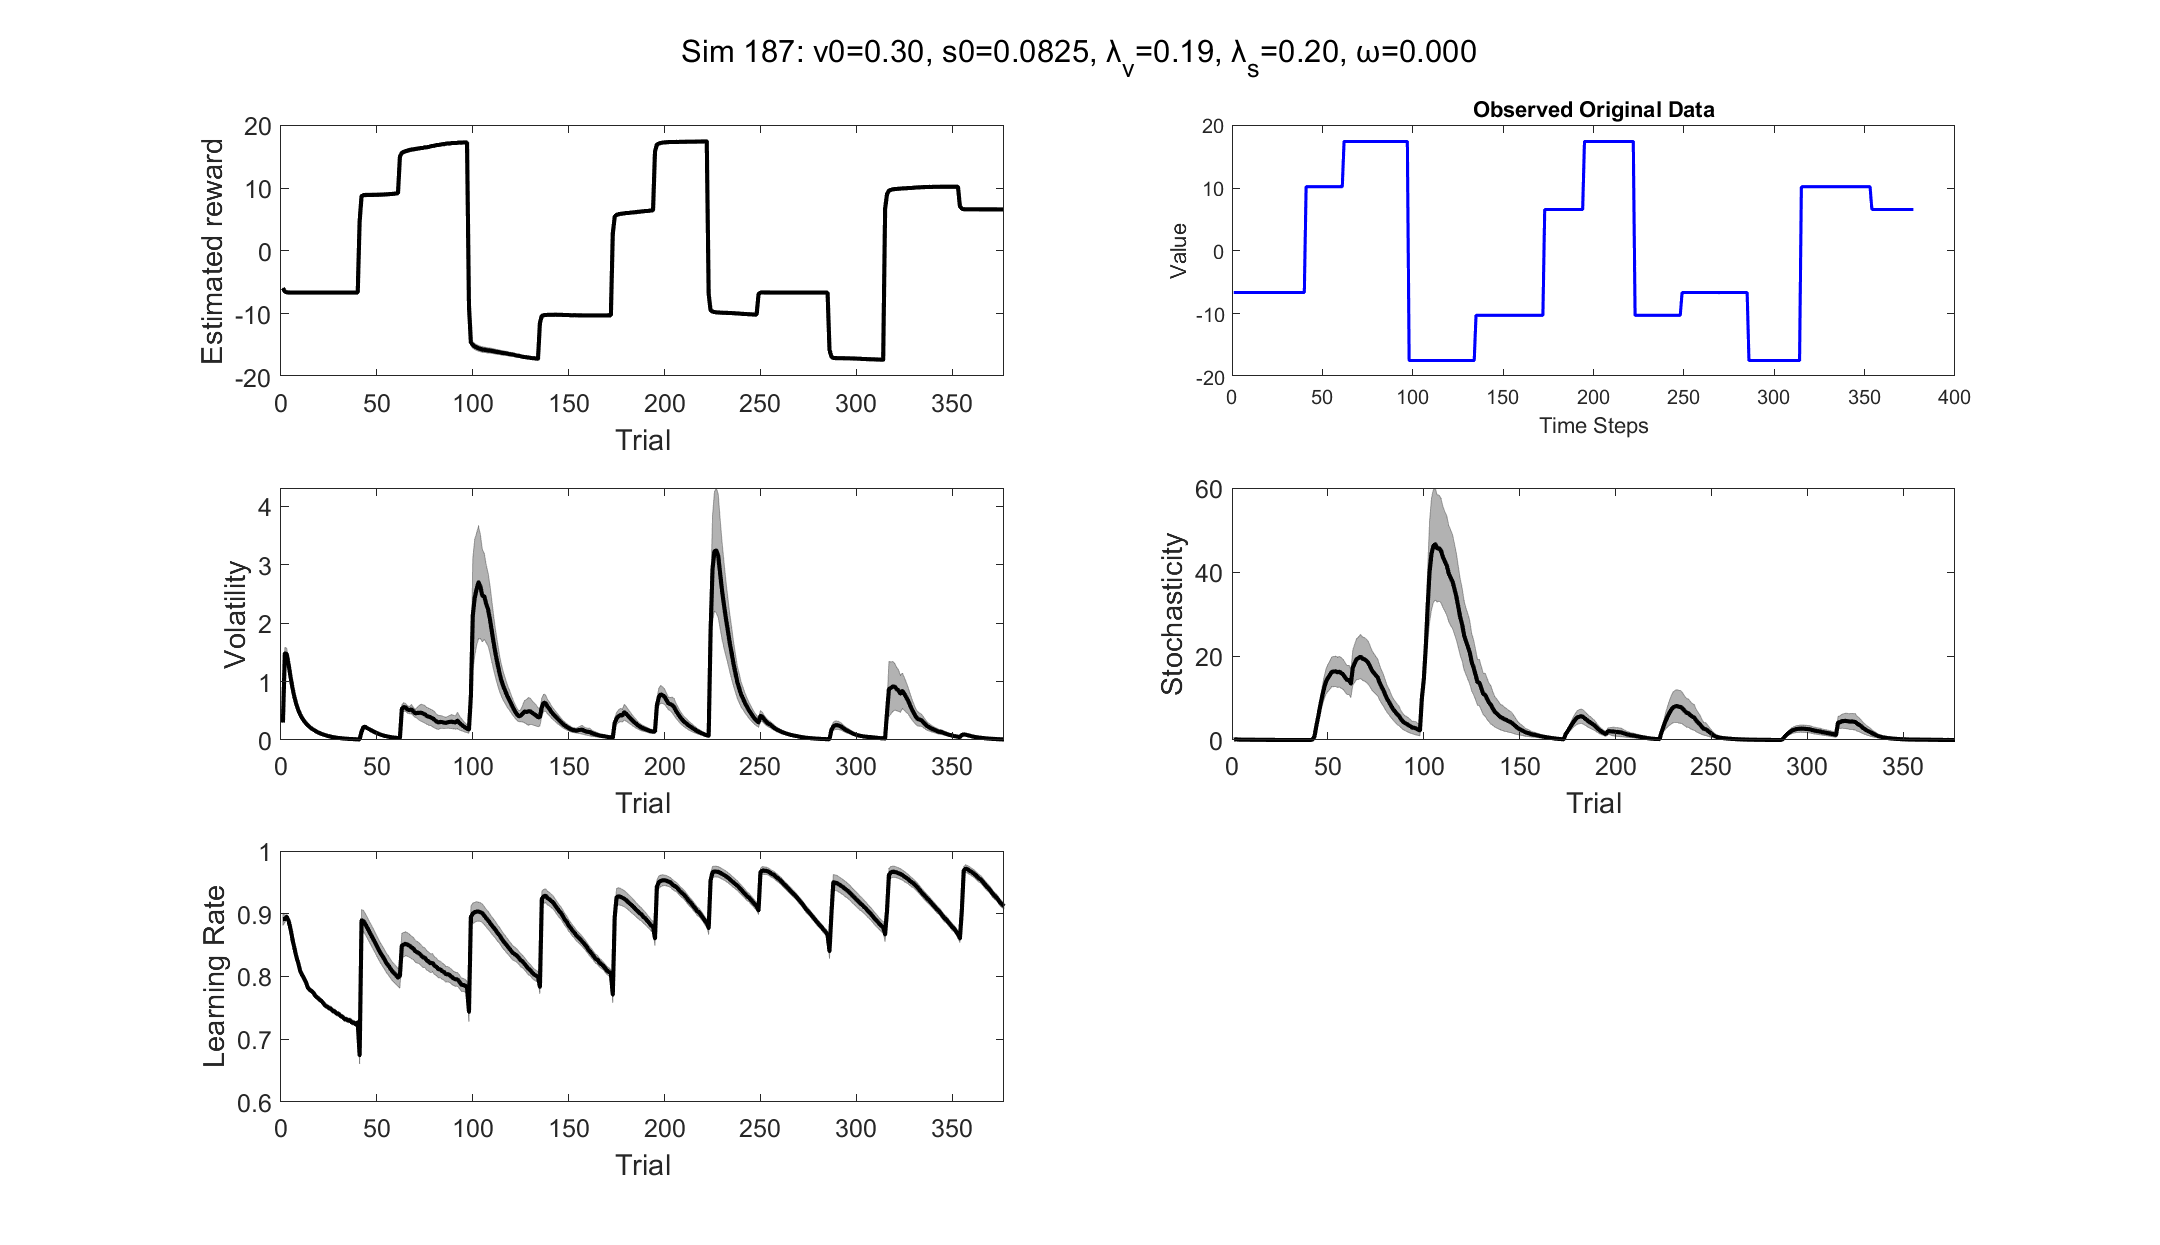 Sim 187: v0=0.30, s0=0.0825, λv=0.19, λs=0.20, ω=0.000
Estimated reward
20
10
0
-10
-20
0 50 100 150 200 250 300 350
Trial
Observed Original Data
Value
20
10
0
-10
-20
0 50 100 150 200 250 300 350 400
Time Steps
Volatility
4
3
2
1
0
0 50 100 150 200 250 300 350
Trial
Stochasticity
60
40
20
0
0 50 100 150 200 250 300 350
Trial
Learning Rate
1
0.9
0.8
0.7
0.6
0 50 100 150 200 250 300 350
Trial